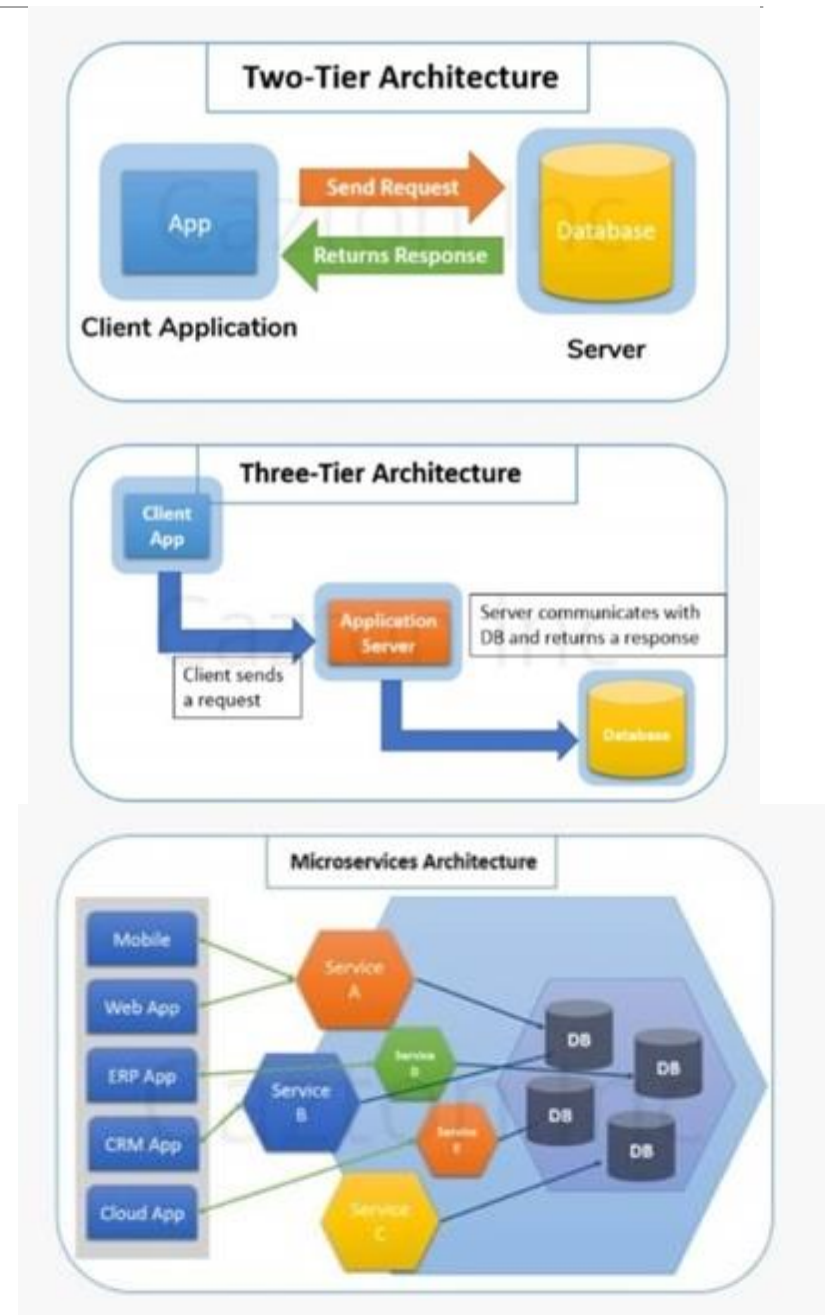 Two-Tier Architecture
App
Send Request
Returns Response
Database
Client Application
Server
Three-Tier Architecture
Client
App
Application
Server
Server communicates with
DB and returns a response
Client sends
a request
Database
Microservices Architecture
Mobile
Web App
ERP App
CRM App
Cloud App
Service
A
Service
Service
B
Service
Service
C
DB
DB
DB
DB